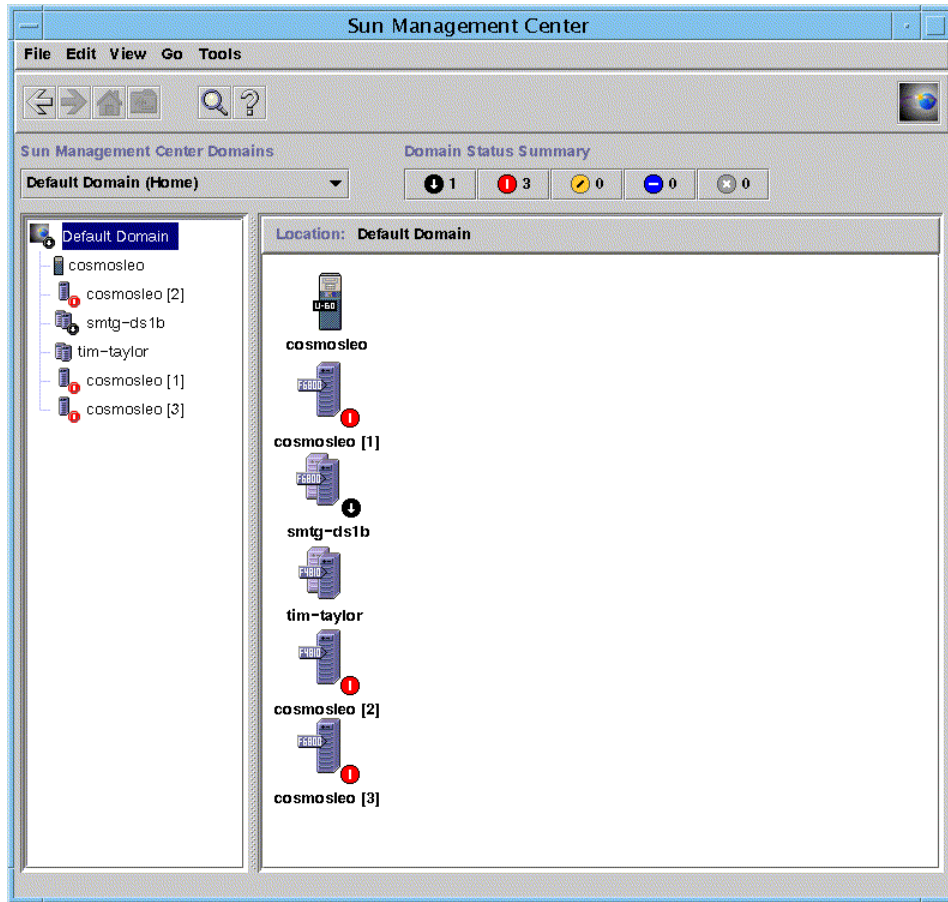 Sun Management Center
File Edit View Go Tools
Sun Management Center Domains
Domain Status Summary
Default Domain (Home)
1
3
0
0
0
Default Domain
cosmosleo
cosmosleo [2]
smtg-ds1b
tim-taylor
cosmosleo [1]
cosmosleo [3]
Location: Default Domain
U-60
cosmosleo
F6800
cosmosleo [1]
F6800
smtg-ds1b
F4810
tim-taylor
F4810
cosmosleo [2]
F6800
cosmosleo [3]